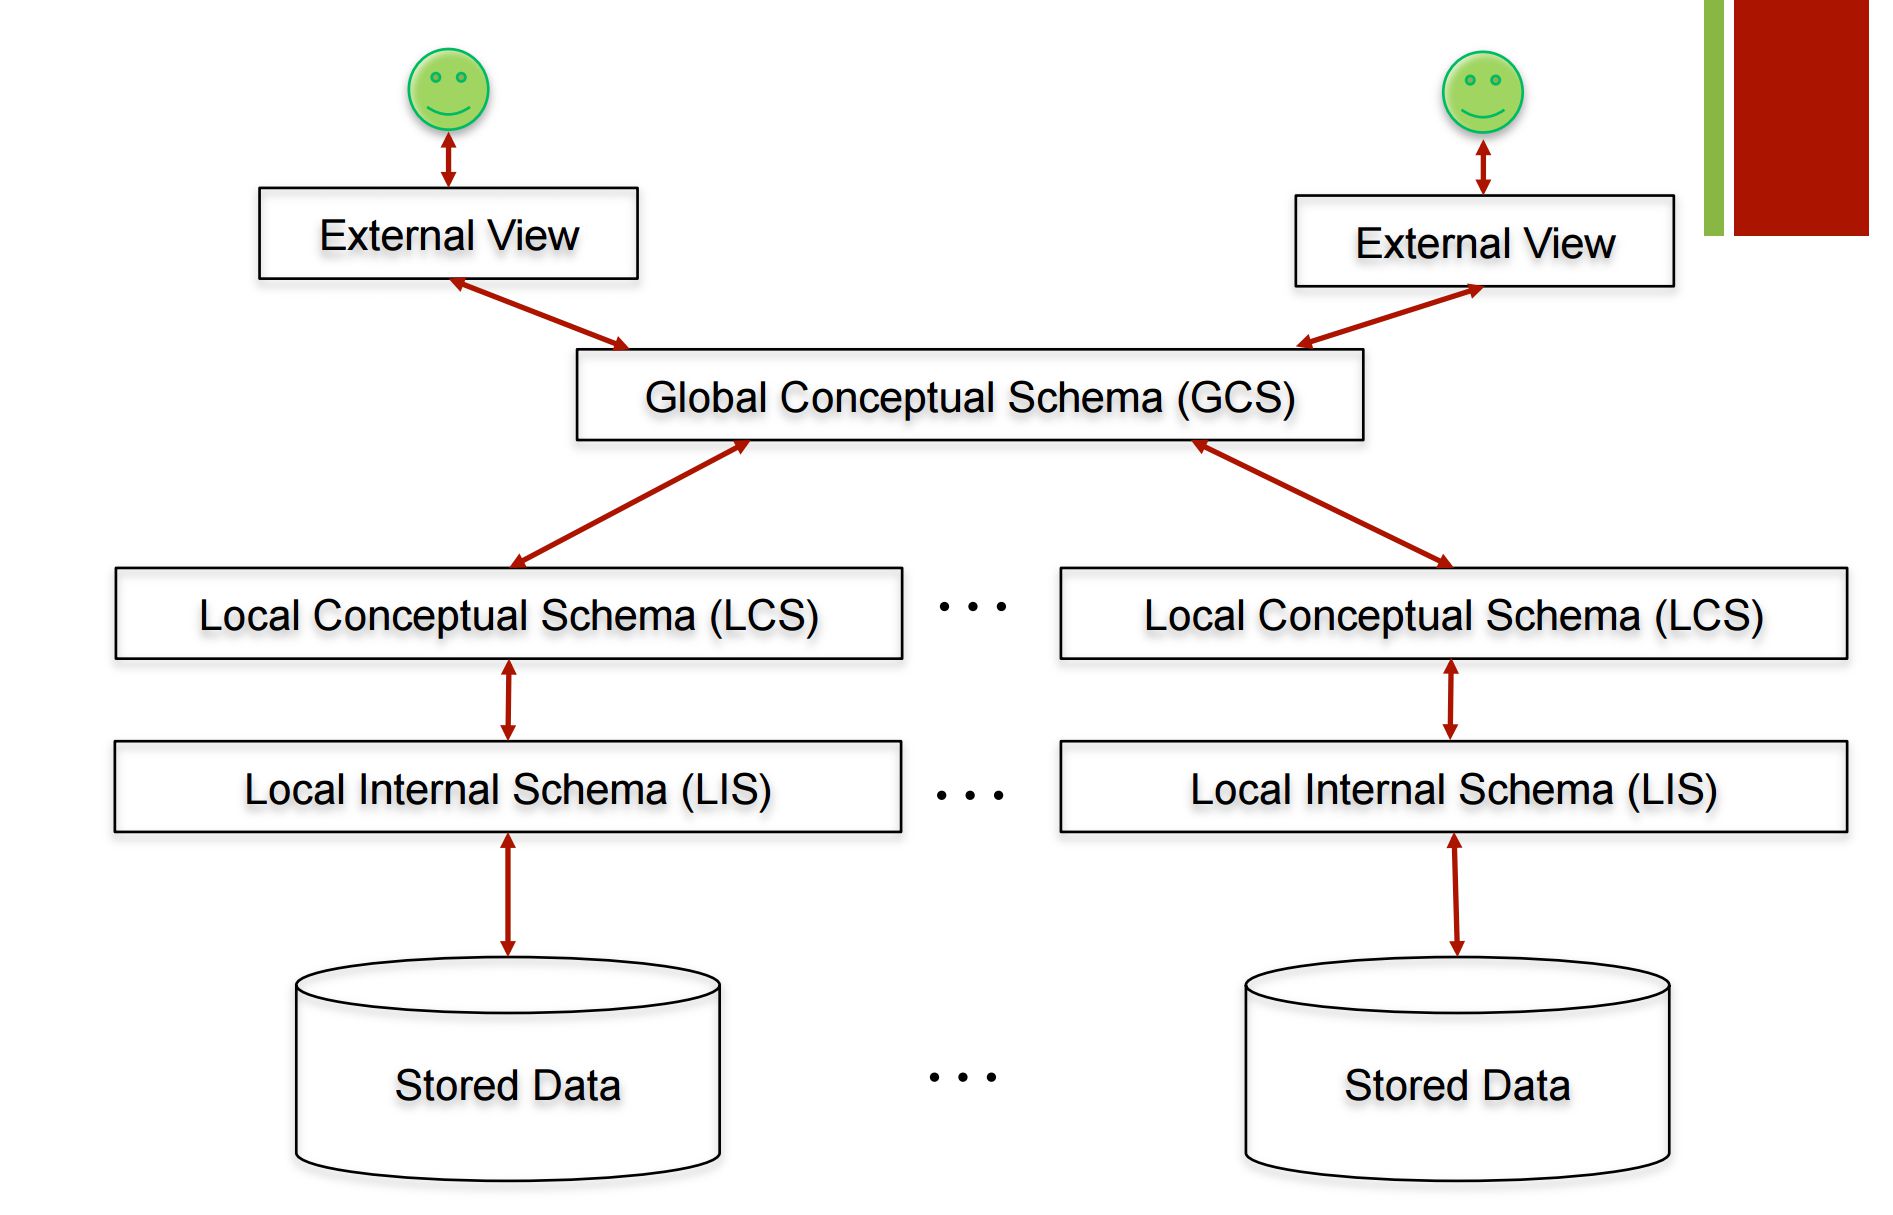 External View
External View
Global Conceptual Schema (GCS)
Local Conceptual Schema (LCS)
...
Local Conceptual Schema (LCS)
Local Internal Schema (LIS)
...
Local Internal Schema (LIS)
Stored Data
...
Stored Data